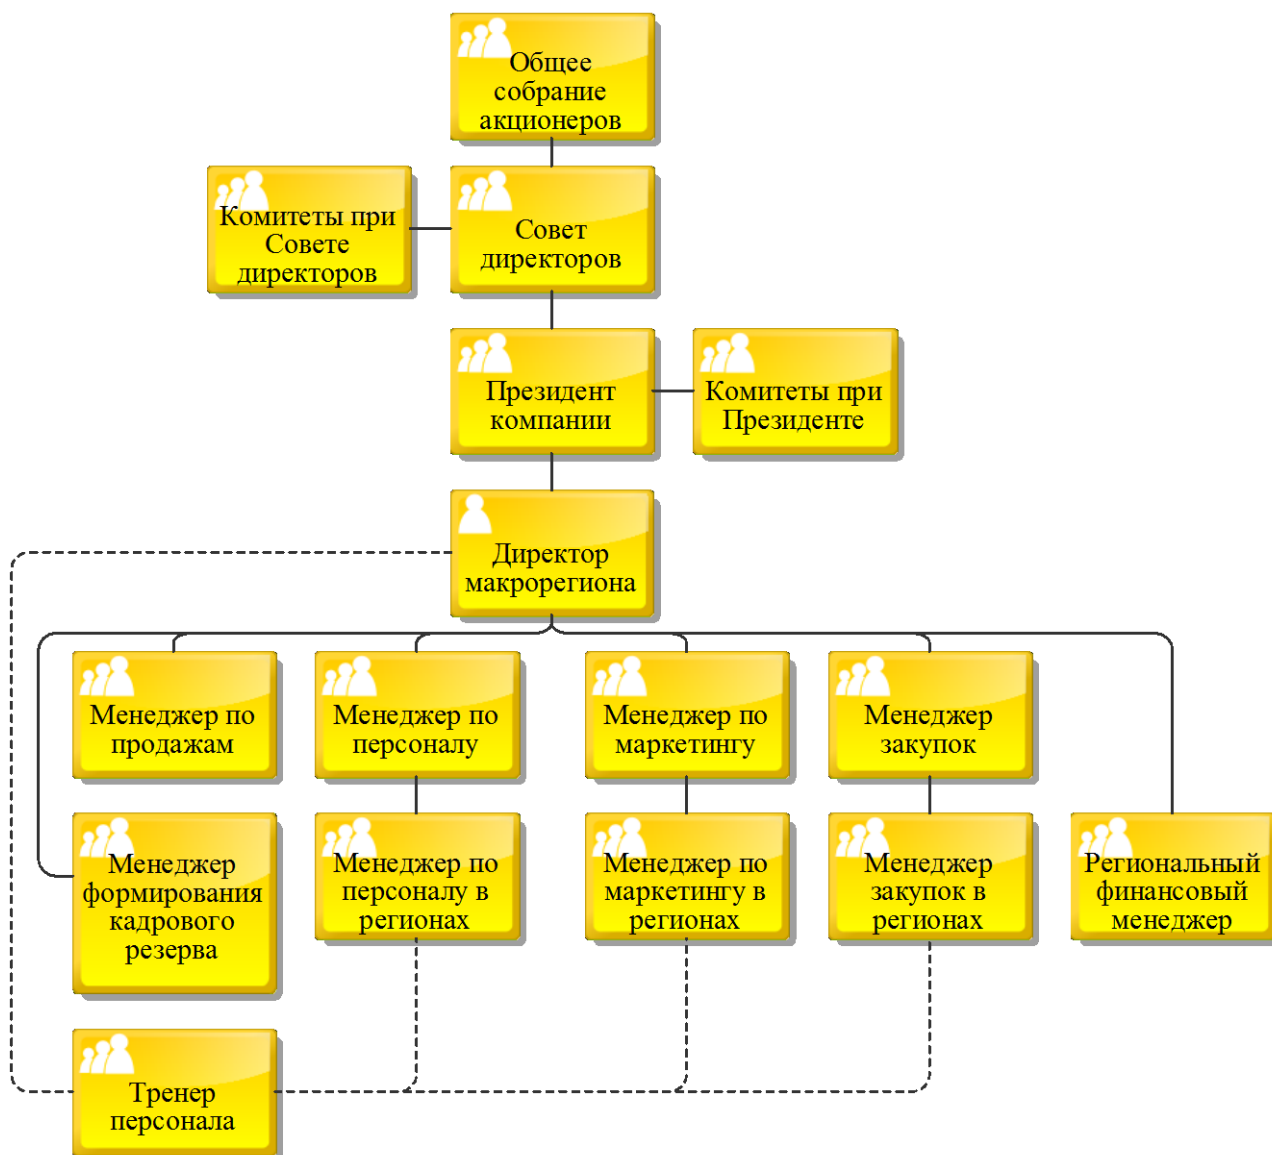 Общее
собрание
акционеров
Комитеты при
Совете
директоров
Совет
директоров
Президент
компании
Комитеты при
Президенте
Директор
макрорегиона
Менеджер по
продажам
Менеджер по
персоналу
Менеджер по
маркетингу
Менеджер
закупок
Менеджер
формирования
кадрового
резерва
Менеджер по
персоналу в
регионах
Менеджер по
маркетингу в
регионах
Менеджер
закупок в
регионах
Региональный
финансовый
менеджер
Тренер
персонала